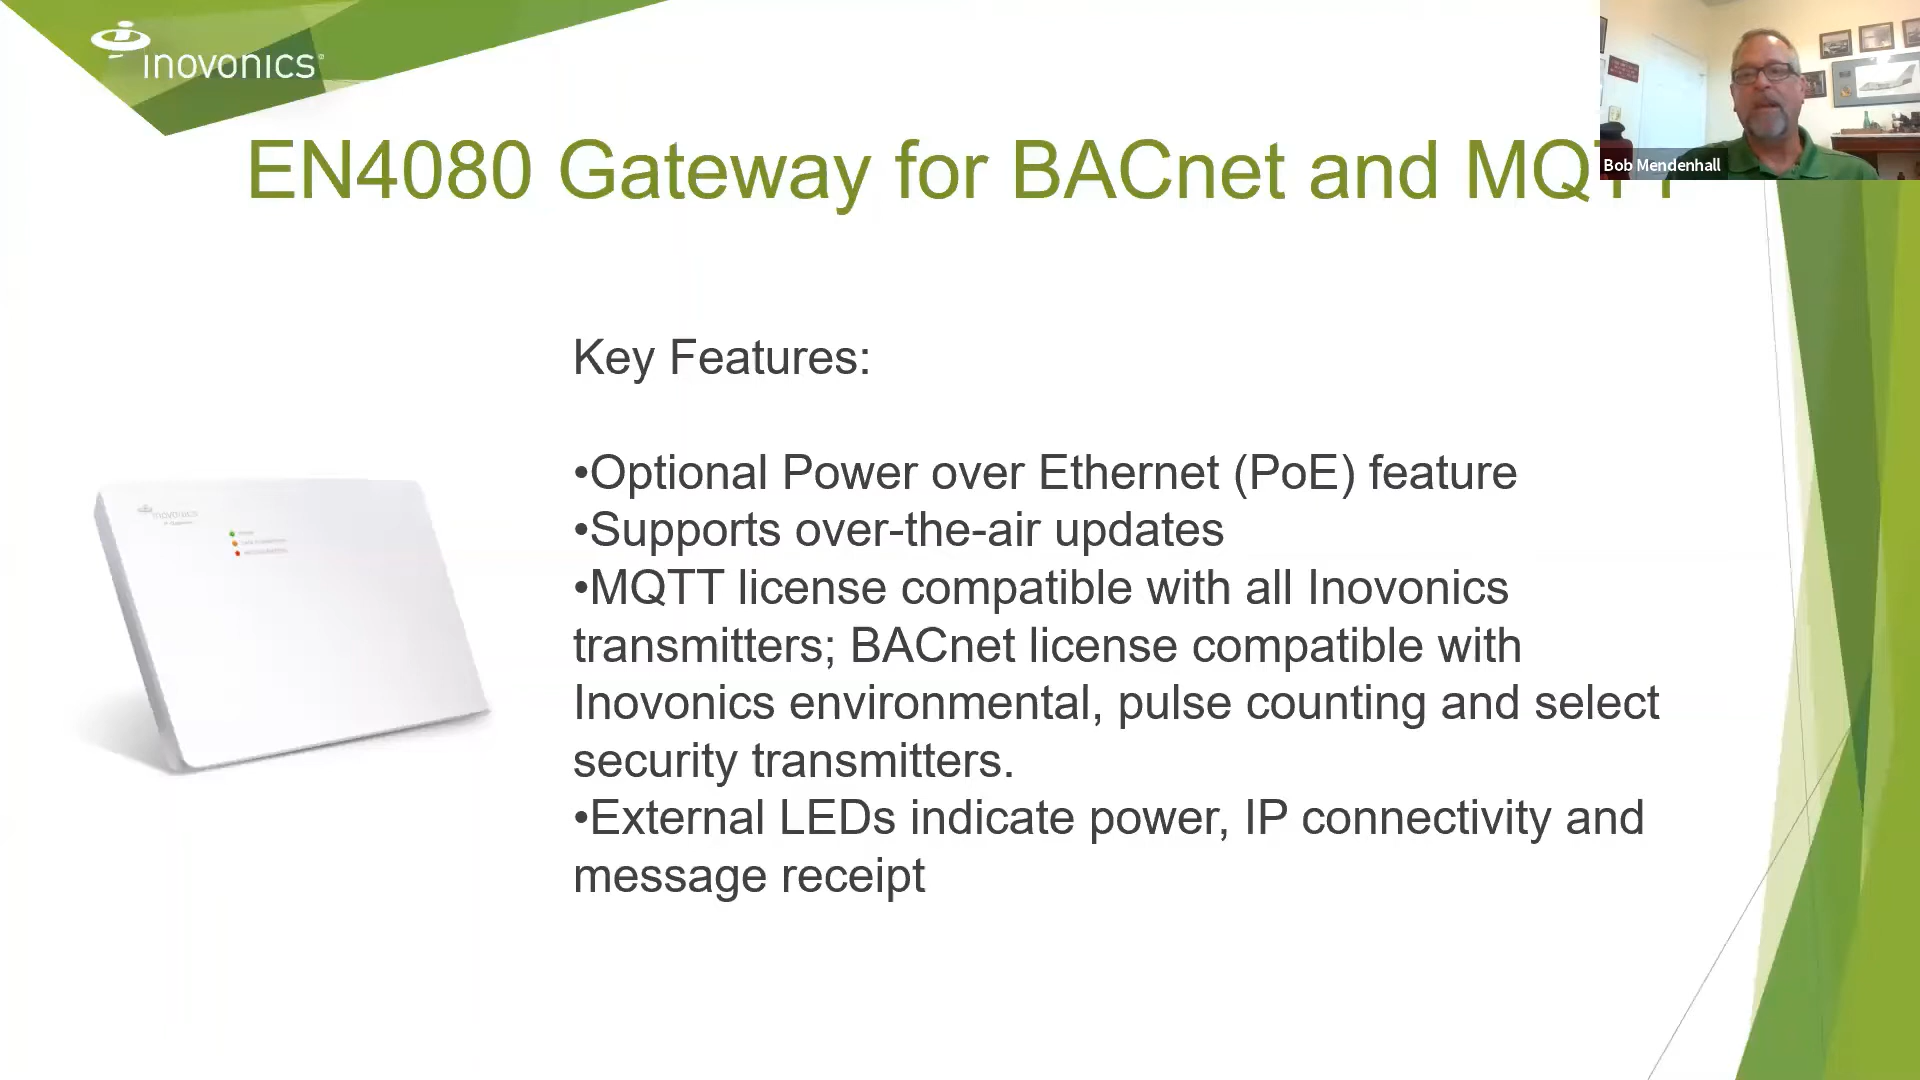 inovonics
EN4080 Gateway for BACnet and MQTT
Bob Mendenhall
Key Features:
•Optional Power over Ethernet (PoE) feature
•Supports over-the-air updates
•MQTT license compatible with all Inovonics
transmitters; BACnet license compatible with
Inovonics environmental, pulse counting and select
security transmitters.
•External LEDs indicate power, IP connectivity and
message receipt
inovonics